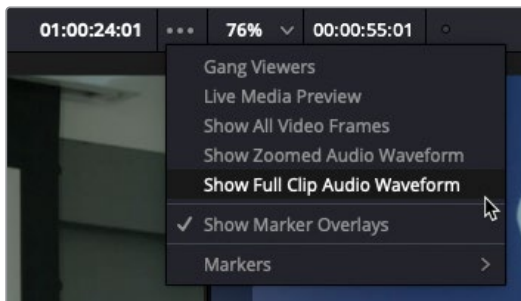 01:00:24:01 ••• 76% 00:00:55:01
Gang Viewers
Live Media Preview
Show All Video Frames
Show Zoomed Audio Waveform
Show Full Clip Audio Waveform
✓ Show Marker Overlays
Markers >